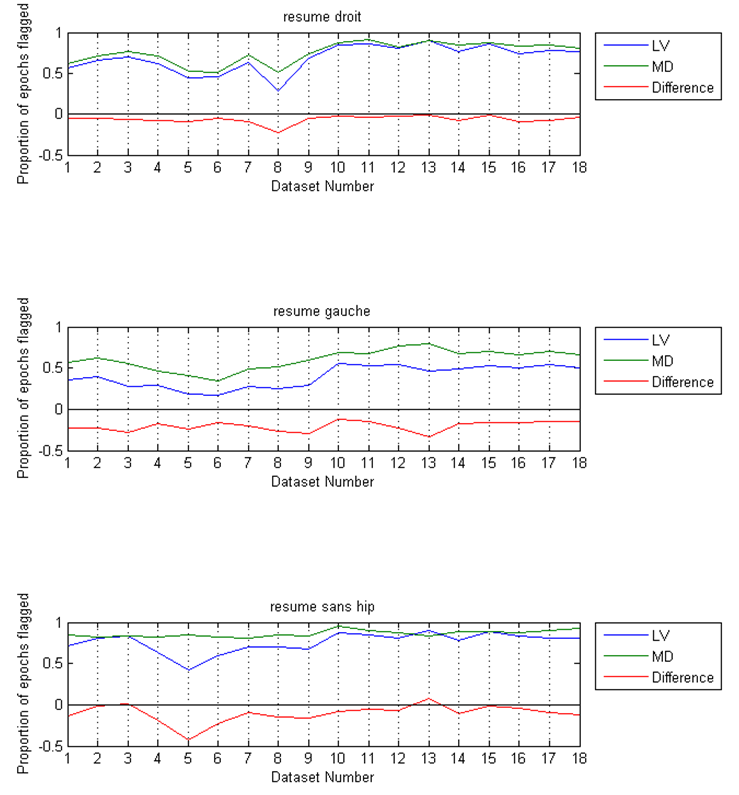 resume droit
Proportion of epochs flagged
1
0.5
0
-0.5
1 2 3 4 5 6 7 8 9 10 11 12 13 14 15 16 17 18
Dataset Number
LV
MD
Difference
resume gauche
Proportion of epochs flagged
1
0.5
0
-0.5
1 2 3 4 5 6 7 8 9 10 11 12 13 14 15 16 17 18
Dataset Number
LV
MD
Difference
resume sans hip
Proportion of epochs flagged
1
0.5
0
-0.5
1 2 3 4 5 6 7 8 9 10 11 12 13 14 15 16 17 18
Dataset Number
LV
MD
Difference